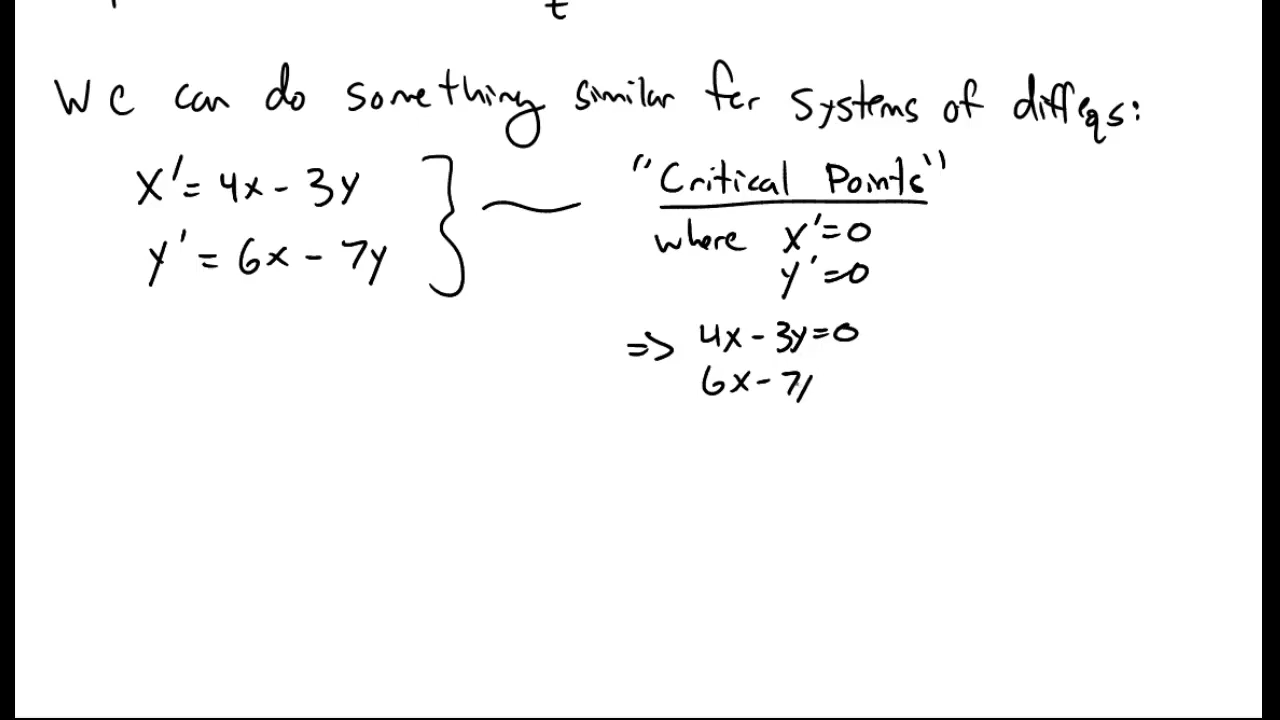 t
We can do something similar for systems of diffeqs:
x' = 4x - 3y
y' = 6x - 7y
"Critical Points"
where x'=0
y'=0
=> 4x - 3y = 0
6x - 7